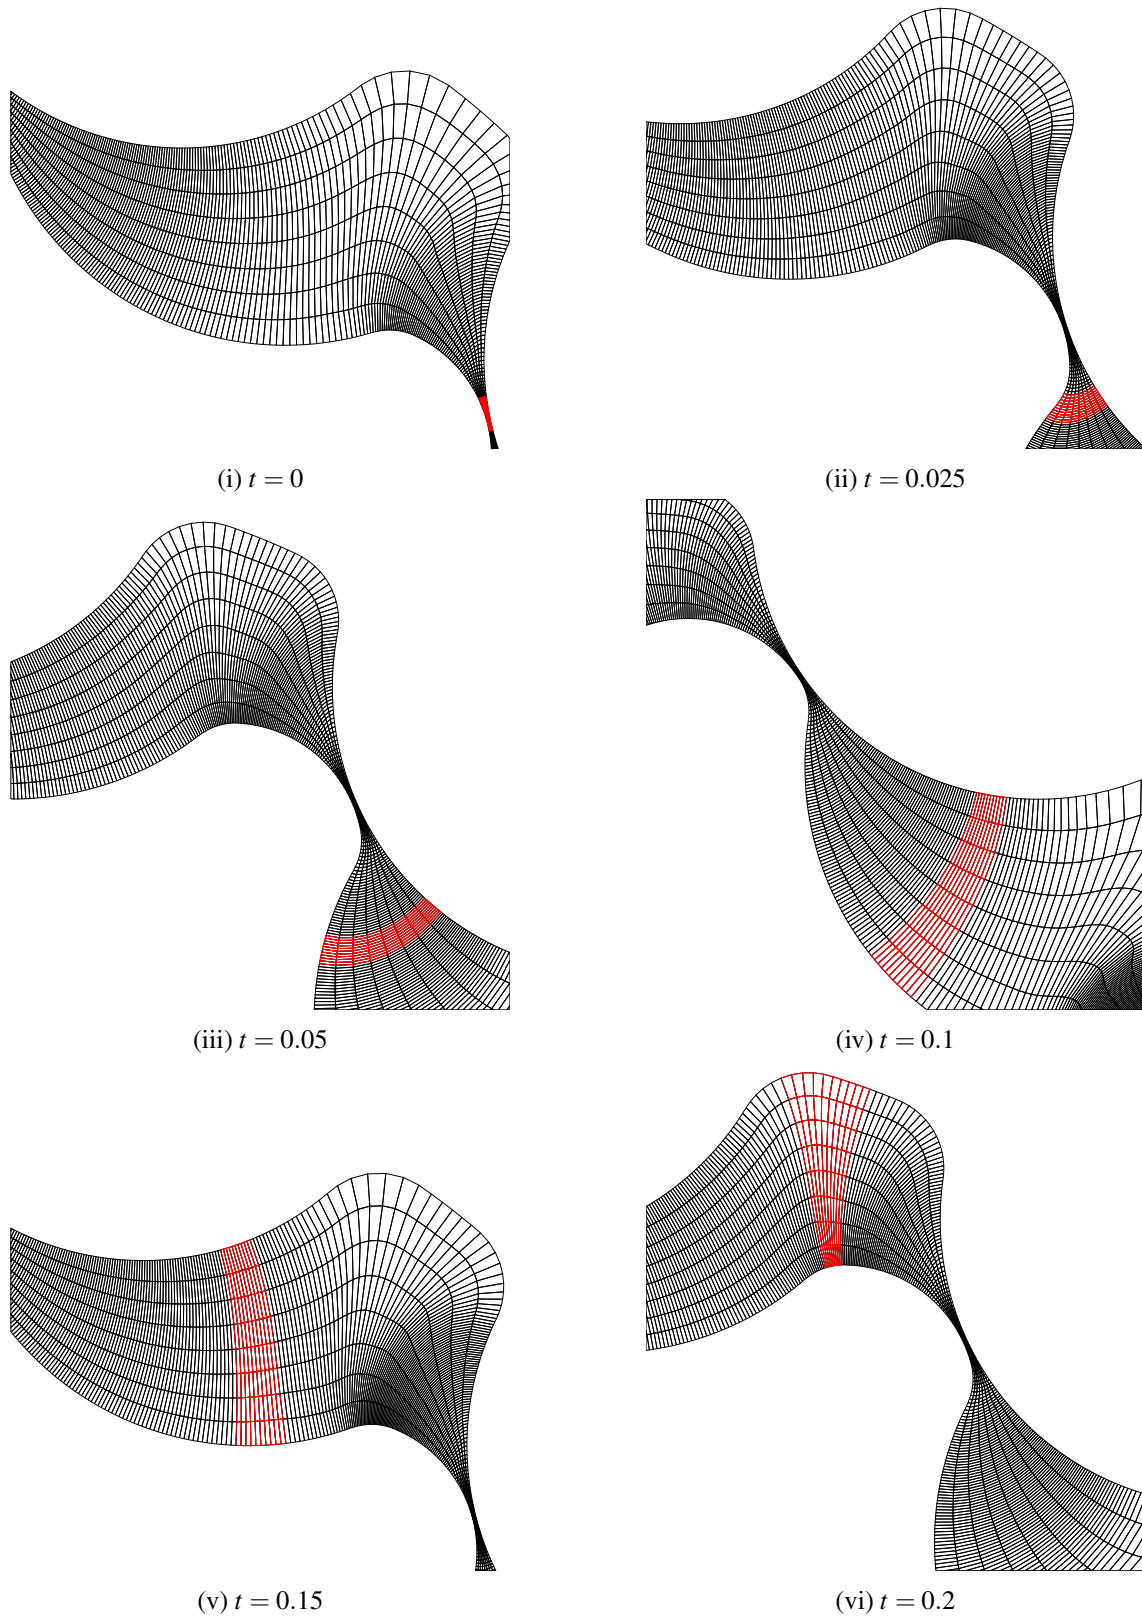 (i) t = 0
(ii) t = 0.025
(iii) t = 0.05
(iv) t = 0.1
(v) t = 0.15
(vi) t = 0.2